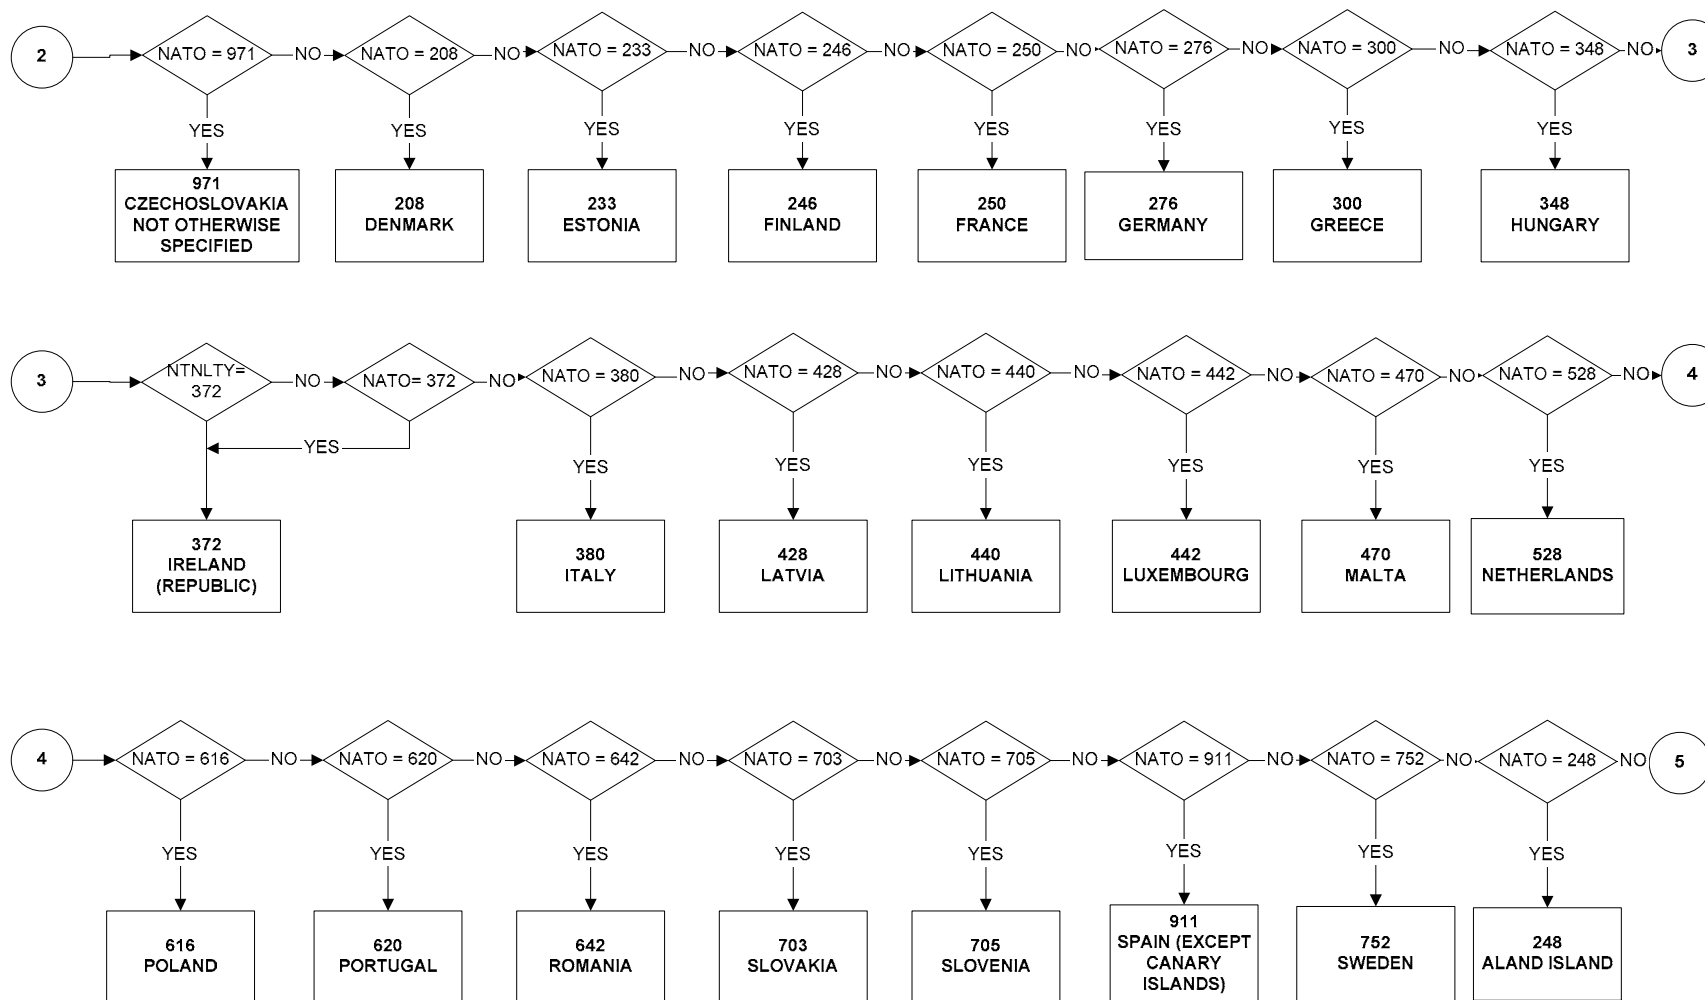 2
NATO = 971
NO
NATO = 208
NO
NATO = 233
NO
NATO = 246
NO
NATO = 250
NO
NATO = 276
NO
NATO = 300
NO
NATO = 348
NO
3
YES
YES
YES
YES
YES
YES
YES
YES
971
CZECHOSLOVAKIA
NOT OTHERWISE
SPECIFIED
208
DENMARK
233
ESTONIA
246
FINLAND
250
FRANCE
276
GERMANY
300
GREECE
348
HUNGARY
3
NTNLTY=
372
NO
NATO= 372
NO
NATO = 380
NO
NATO = 428
NO
NATO = 440
NO
NATO = 442
NO
NATO = 470
NO
NATO = 528
NO
4
YES
YES
YES
YES
YES
YES
YES
372
IRELAND
(REPUBLIC)
380
ITALY
428
LATVIA
440
LITHUANIA
442
LUXEMBOURG
470
MALTA
528
NETHERLANDS
4
NATO = 616
NO
NATO = 620
NO
NATO = 642
NO
NATO = 703
NO
NATO = 705
NO
NATO = 911
NO
NATO = 752
NO
NATO = 248
NO
5
YES
YES
YES
YES
YES
YES
YES
YES
616
POLAND
620
PORTUGAL
642
ROMANIA
703
SLOVAKIA
705
SLOVENIA
911
SPAIN (EXCEPT
CANARY
ISLANDS)
752
SWEDEN
248
ALAND ISLAND